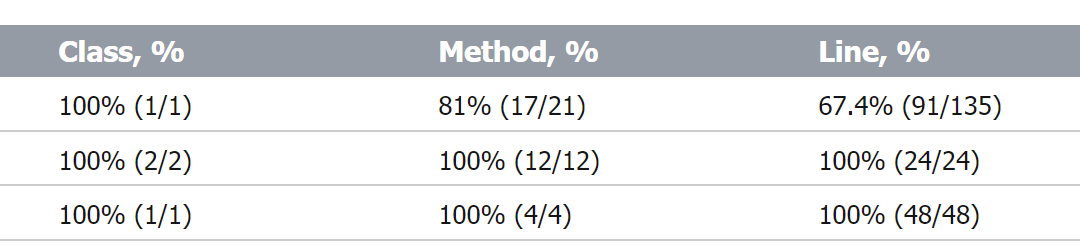 Class, % Method, % Line, %
100% (1/1) 81% (17/21) 67.4% (91/135)
100% (2/2) 100% (12/12) 100% (24/24)
100% (1/1) 100% (4/4) 100% (48/48)